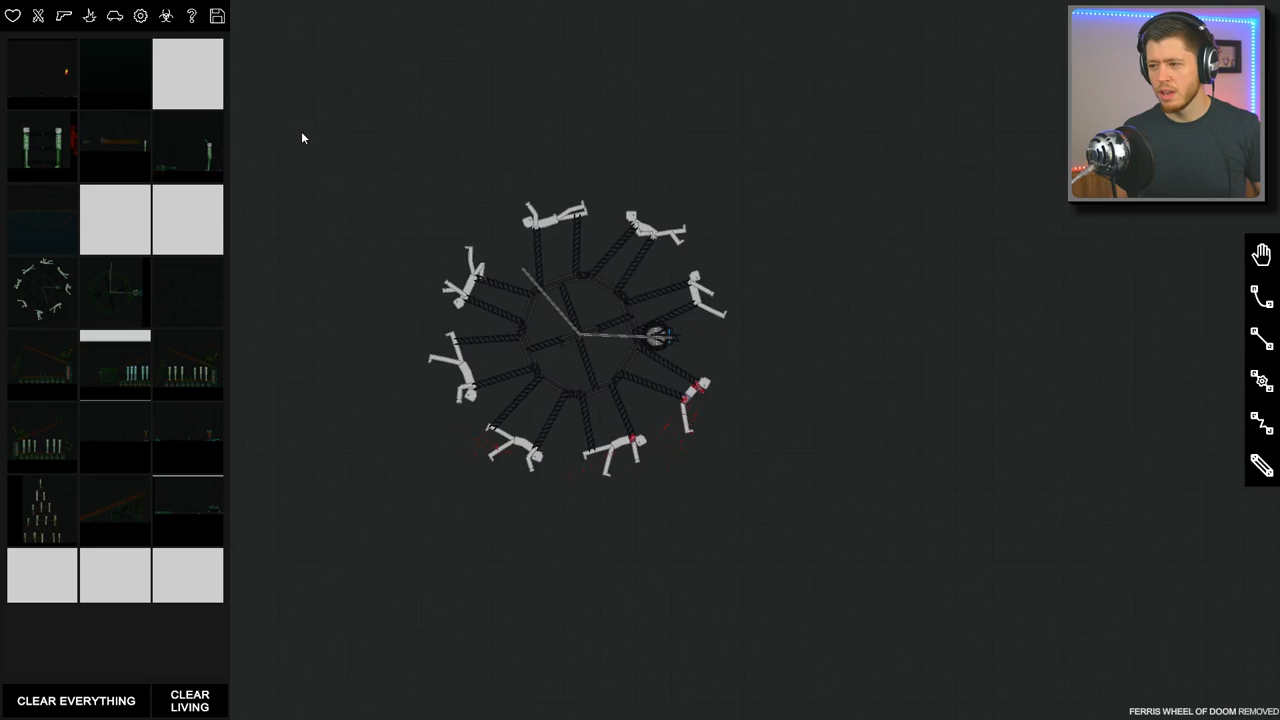 CLEAR EVERYTHING
CLEAR
LIVING
FERRIS WHEEL OF DOOM REMOVED